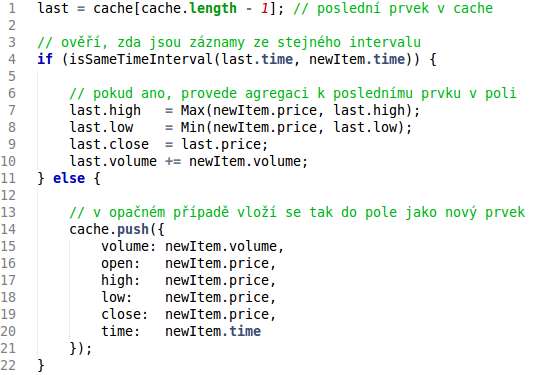 1 last = cache[cache.length - 1]; // poslední prvek v cache
2
3 // ověří, zda jsou záznamy ze stejného intervalu
4 if (isSameTimeInterval(last.time, newItem.time)) {
5
6     // pokud ano, provede agregaci k poslednímu prvku v poli
7     last.high   = Max(newItem.price, last.high);
8     last.low    = Min(newItem.price, last.low);
9     last.close  = last.price;
10     last.volume += newItem.volume;
11 } else {
12
13     // v opačném případě vloží se tak do pole jako nový prvek
14     cache.push({
15         volume: newItem.volume,
16         open:   newItem.price,
17         high:   newItem.price,
18         low:    newItem.price,
19         close:  newItem.price,
20         time:   newItem.time
21     });
22 }